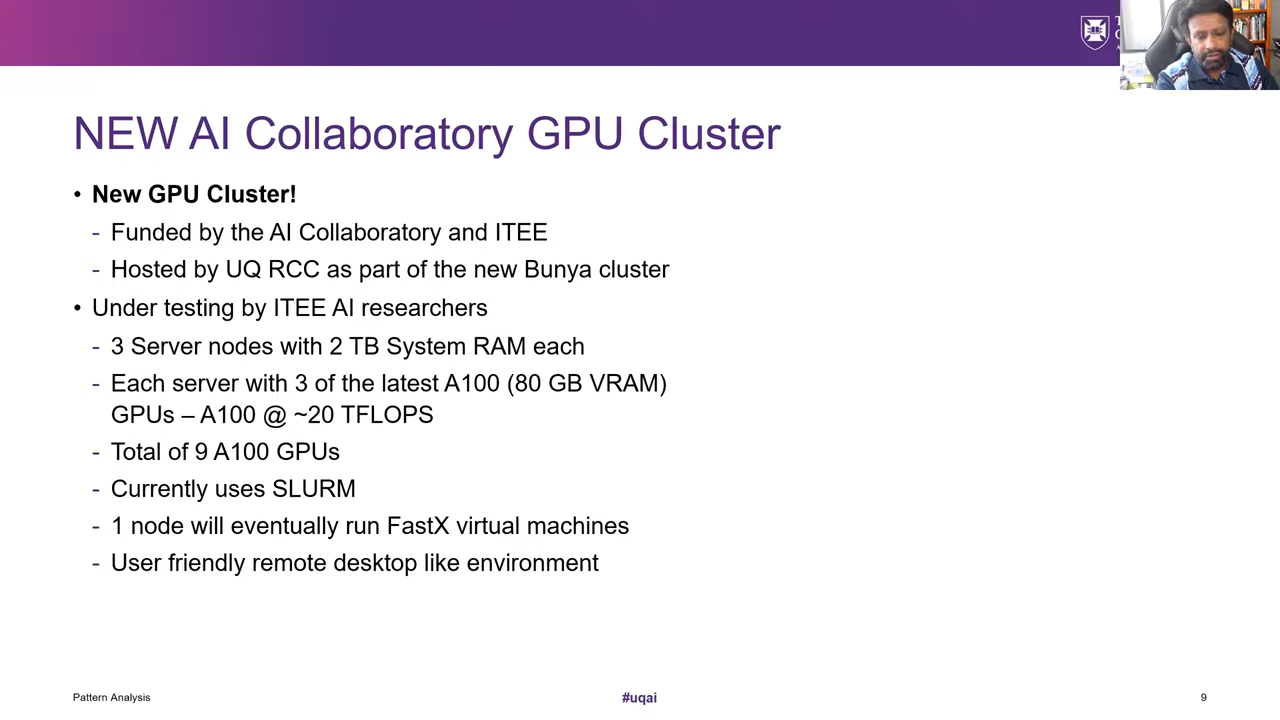 NEW AI Collaboratory GPU Cluster
• New GPU Cluster!
- Funded by the AI Collaboratory and ITEE
- Hosted by UQ RCC as part of the new Bunya cluster
• Under testing by ITEE AI researchers
- 3 Server nodes with 2 TB System RAM each
- Each server with 3 of the latest A100 (80 GB VRAM)
GPUs – A100 @ ~20 TFLOPS
- Total of 9 A100 GPUs
- Currently uses SLURM
- 1 node will eventually run FastX virtual machines
- User friendly remote desktop like environment
Pattern Analysis
#uqai
9